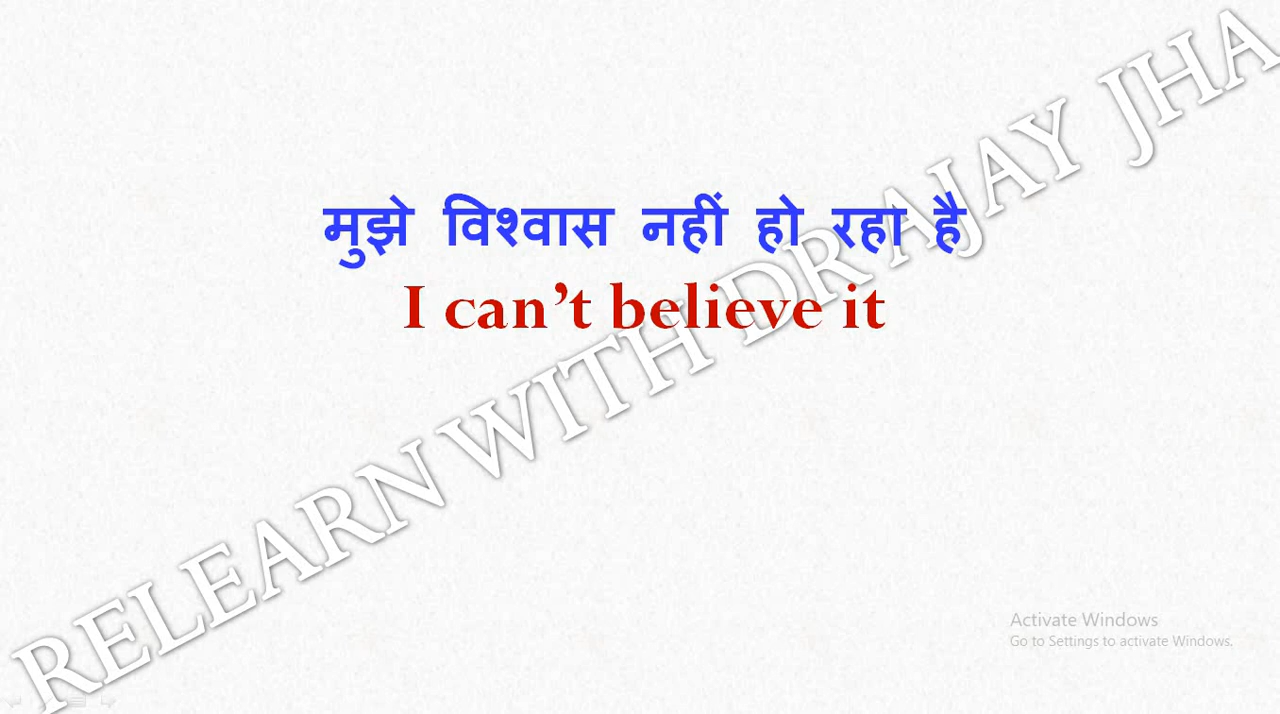 मुझे विश्वास नहीं हो रहा है
I can’t believe it
RELEARN WITH DR AJAY JHA
Activate Windows
Go to Settings to activate Windows.